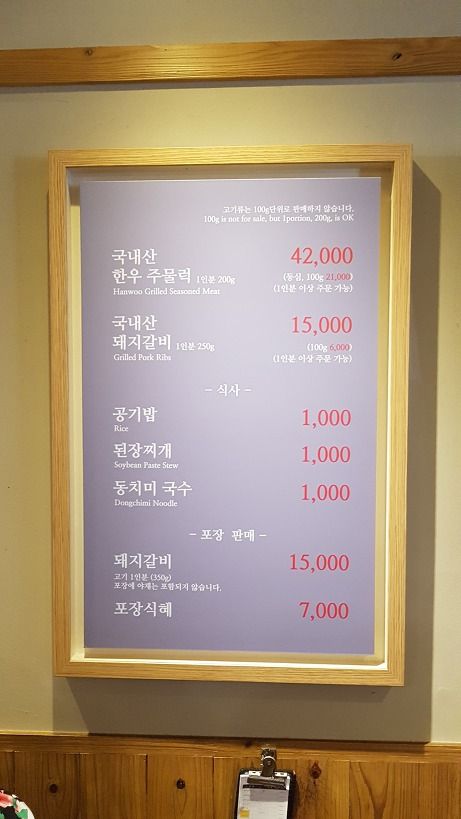 고기류는 100g단위로 판매하지 않습니다.
100g is not for sale, but 1portion, 200g, is OK
국내산 42,000
한우 주물럭 1인분 200g (등심, 100g 21,000)
Hanwoo Grilled Seasoned Meat (1인분 이상 주문 가능)
국내산 15,000
돼지갈비 1인분 250g (100g 6,000)
Grilled Pork Ribs (1인분 이상 주문 가능)
- 식사 -
공기밥 1,000
Rice
된장찌개 1,000
Soybean Paste Stew
동치미 국수 1,000
Dongchimi Noodle
- 포장 판매 -
돼지갈비 15,000
고기 1인분 (350g)
포장에 야채는 포함되지 않습니다.
포장식혜 7,000